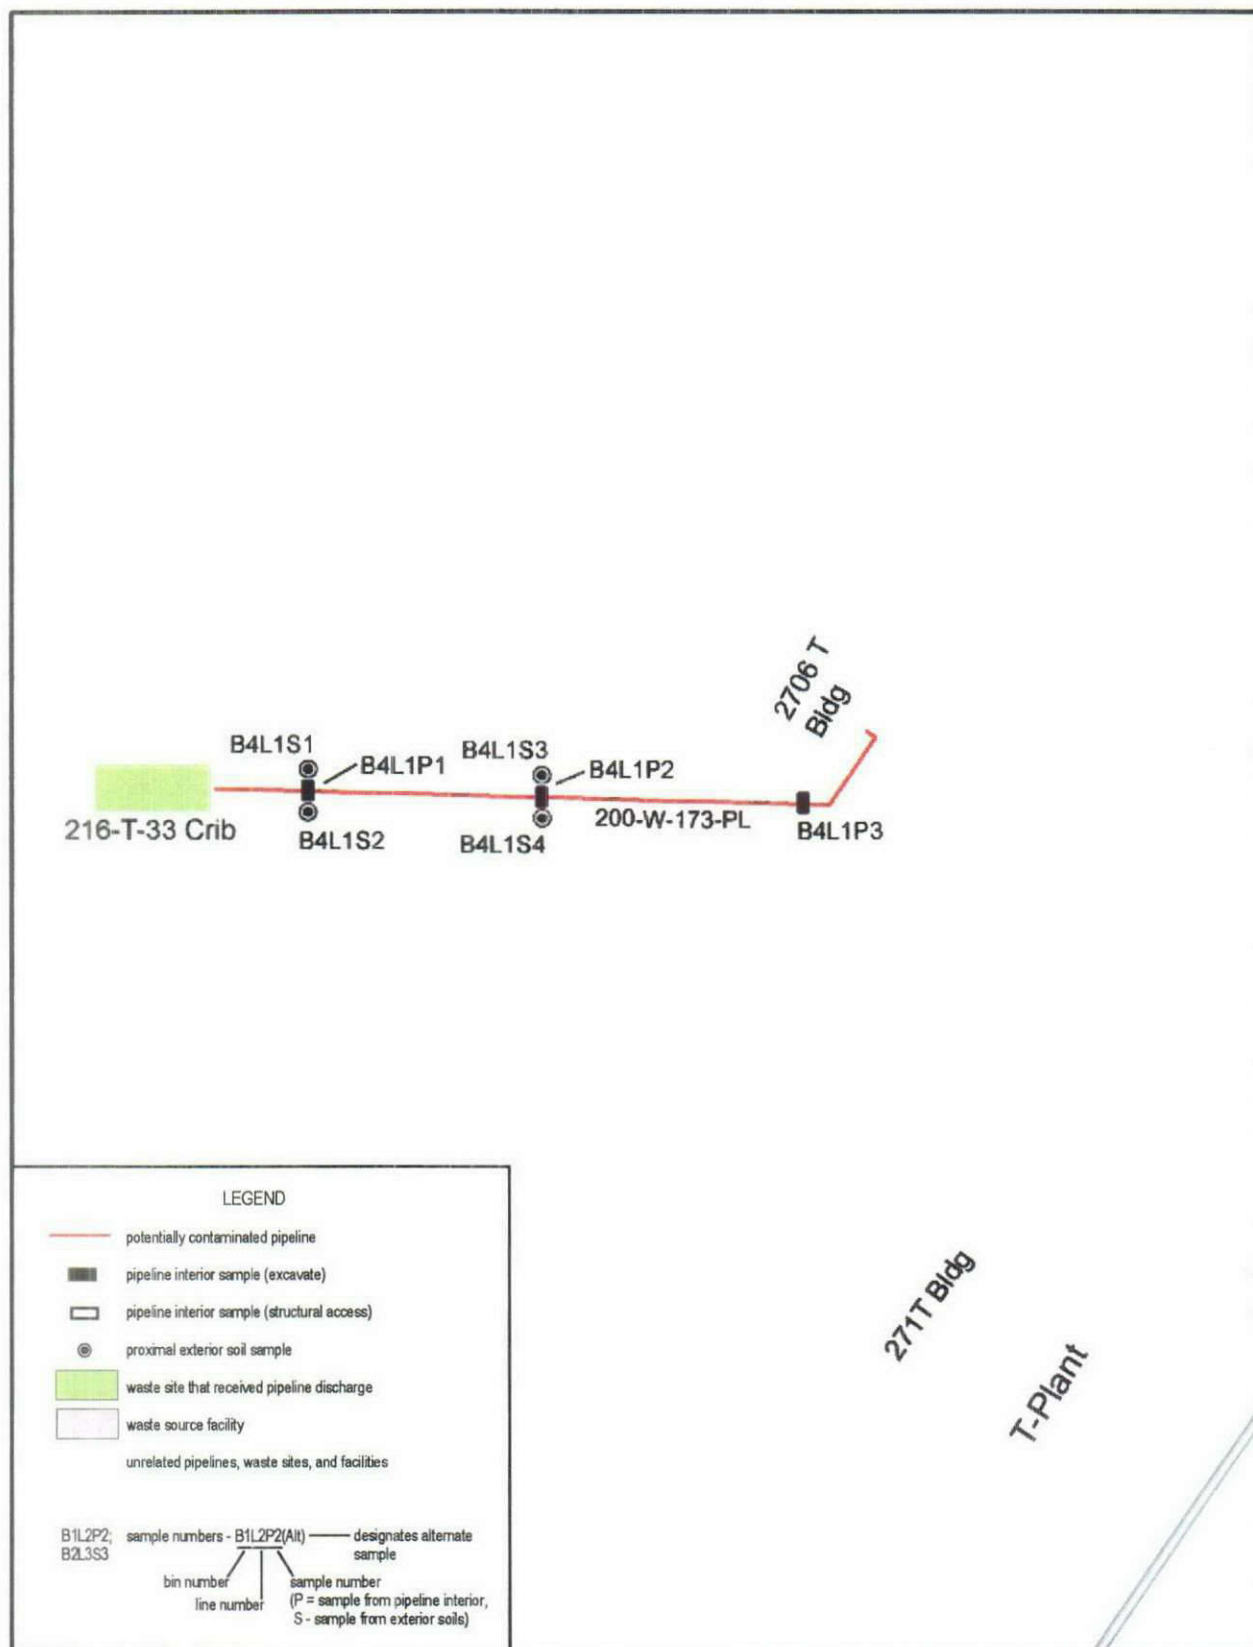 2706 T
Bldg
B4L1S1
B4L1P1
B4L1S3
B4L1P2
216-T-33 Crib
B4L1S2
B4L1S4
200-W-173-PL
B4L1P3
271T Bldg
T-Plant
LEGEND
potentially contaminated pipeline
pipeline interior sample (excavate)
pipeline interior sample (structural access)
proximal exterior soil sample
waste site that received pipeline discharge
waste source facility
unrelated pipelines, waste sites, and facilities
B1L2P2; sample numbers - B1L2P2(Alt) designates alternate
B2L3S3 sample
bin number sample number
line number (P = sample from pipeline interior,
S - sample from exterior soils)